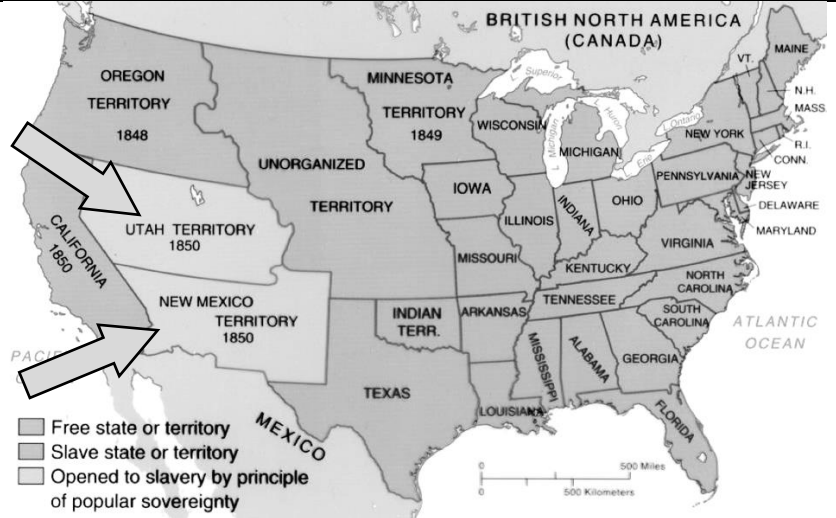 BRITISH NORTH AMERICA
(CANADA)
OREGON
TERRITORY
1848
MINNESOTA
TERRITORY
1849
L. Superior
L. Michigan
L. Huron
L. Ontario
L. Erie
VT.
MAINE
N.H.
MASS.
R.I.
CONN.
WISCONSIN
MICHIGAN
NEW YORK
UNORGANIZED
TERRITORY
IOWA
PENNSYLVANIA
NEW
JERSEY
DELAWARE
MARYLAND
ILLINOIS
INDIANA
OHIO
UTAH TERRITORY
1850
CALIFORNIA
1850
MISSOURI
KENTUCKY
VIRGINIA
NEW MEXICO
TERRITORY
1850
INDIAN
TERR.
ARKANSAS
TENNESSEE
NORTH
CAROLINA
SOUTH
CAROLINA
ATLANTIC
OCEAN
PACIF
TEXAS
MISSISSIPPI
ALABAMA
GEORGIA
LOUISIANA
FLORIDA
MEXICO
Free state or territory
Slave state or territory
Opened to slavery by principle
of popular sovereignty
0 500 Miles
0 500 Kilometers